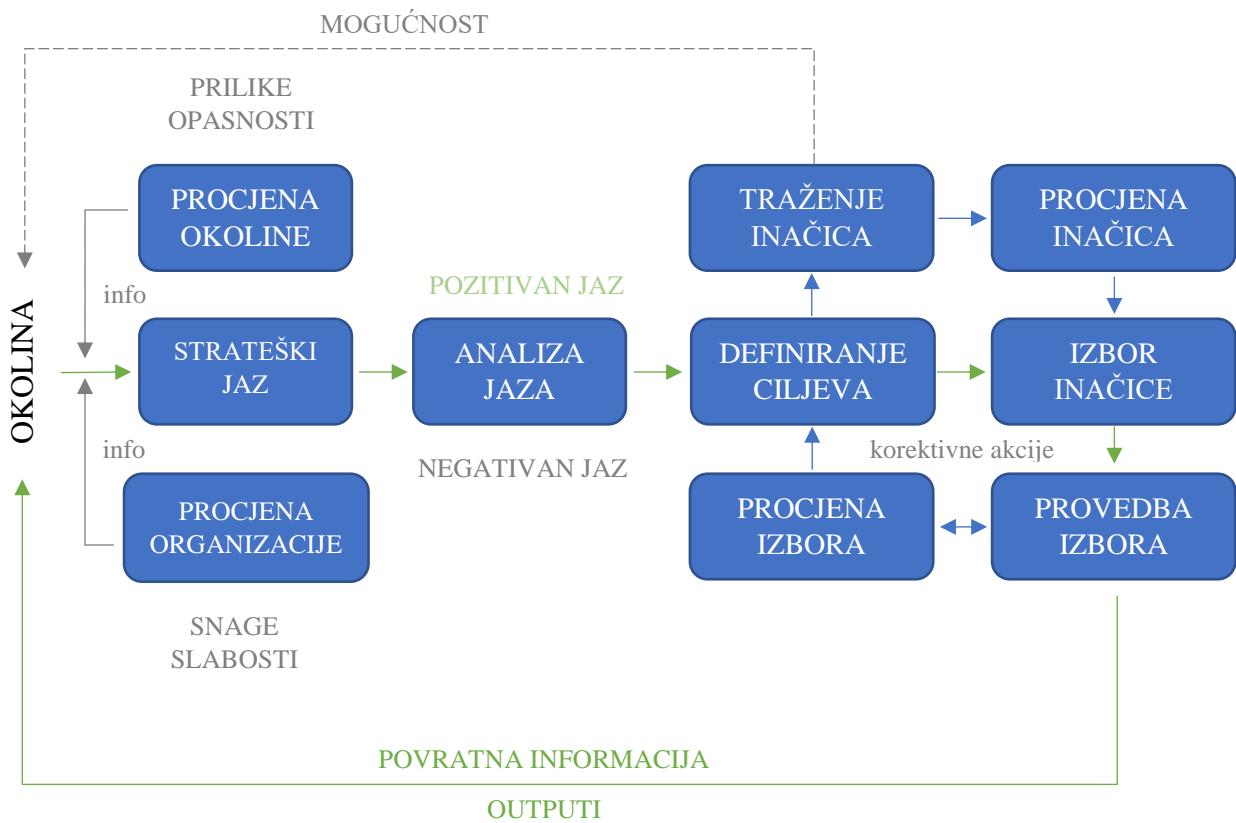 MOGUĆNOST
PRILIKE
OPASNOSTI
PROCJENA
OKOLINE
TRAŽENJE
INAČICA
PROCJENA
INAČICA
info
POZITIVAN JAZ
OKOLINA
STRATEŠKI
JAZ
ANALIZA
JAZA
DEFINIRANJE
CILJEVA
IZBOR
INAČICE
info
NEGATIVAN JAZ
korektivne akcije
PROCJENA
ORGANIZACIJE
PROCJENA
IZBORA
PROVEDBA
IZBORA
SNAGE
SLABOSTI
POVRATNA INFORMACIJA
OUTPUTI